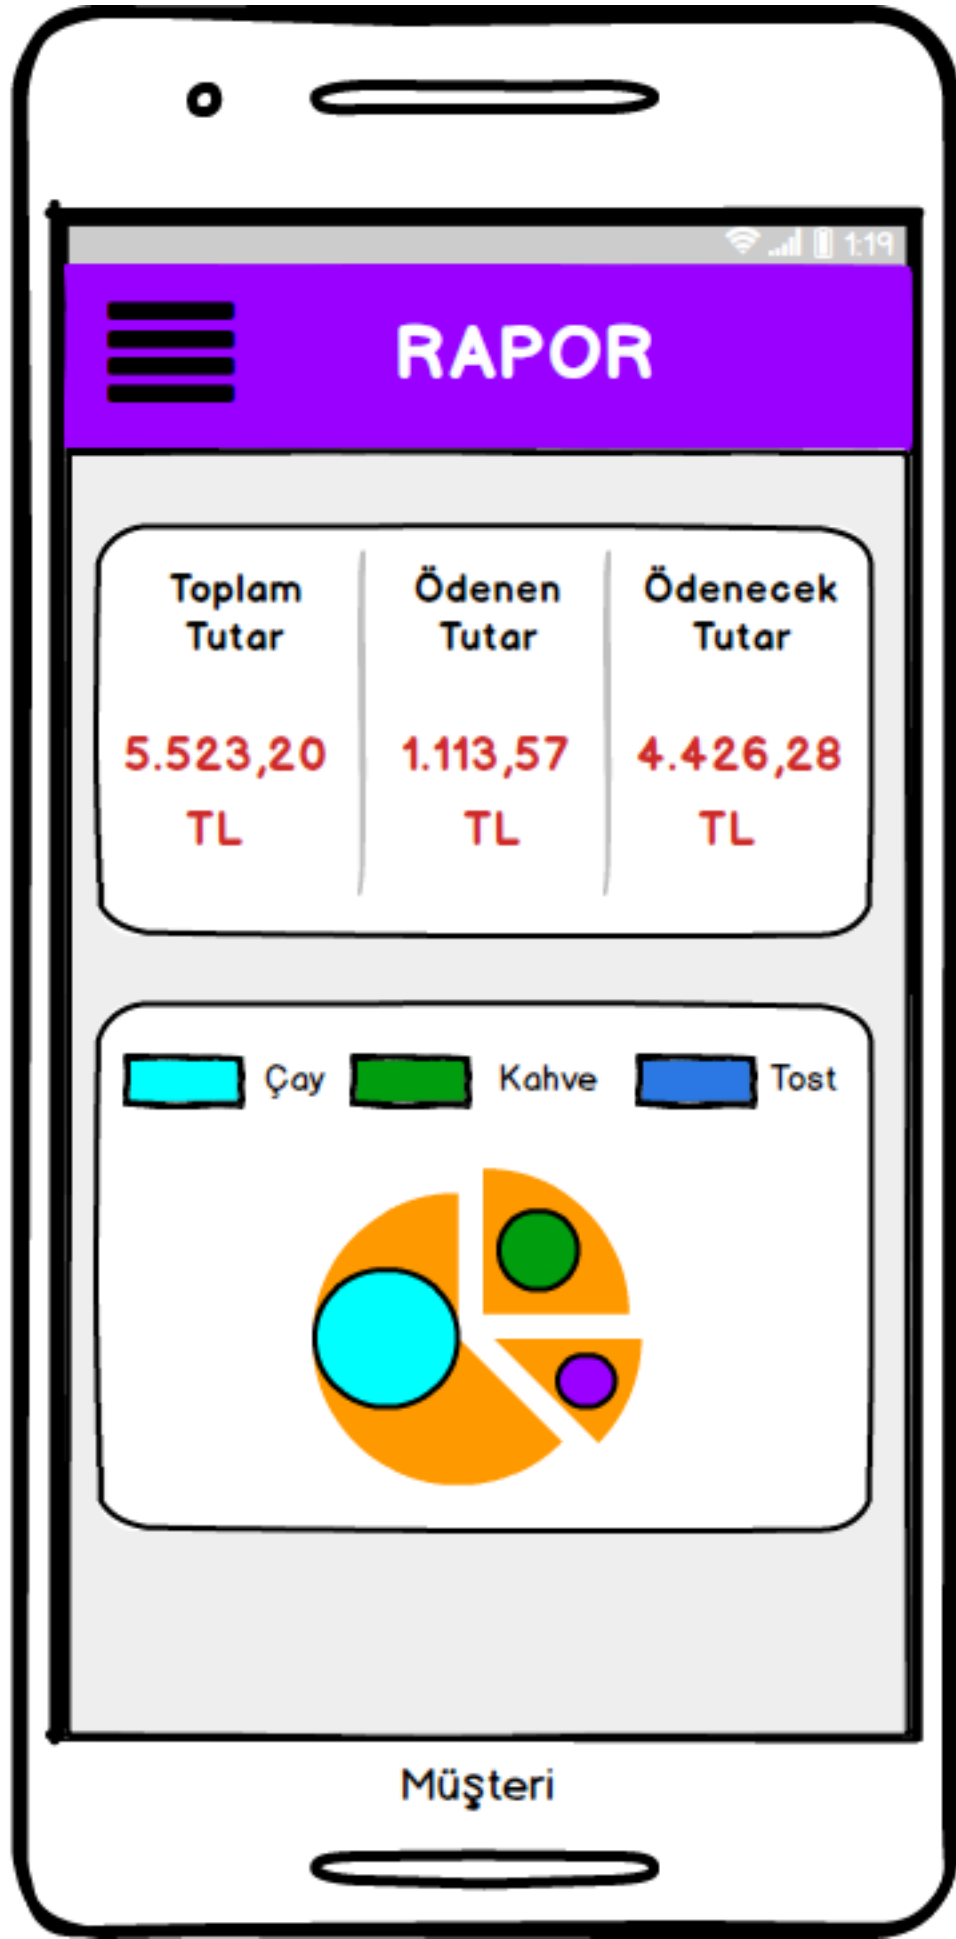 1:19
RAPOR
Toplam
Tutar
5.523,20
TL
Ödenen
Tutar
1.113,57
TL
Ödenecek
Tutar
4.426,28
TL
Çay
Kahve
Tost
Müşteri